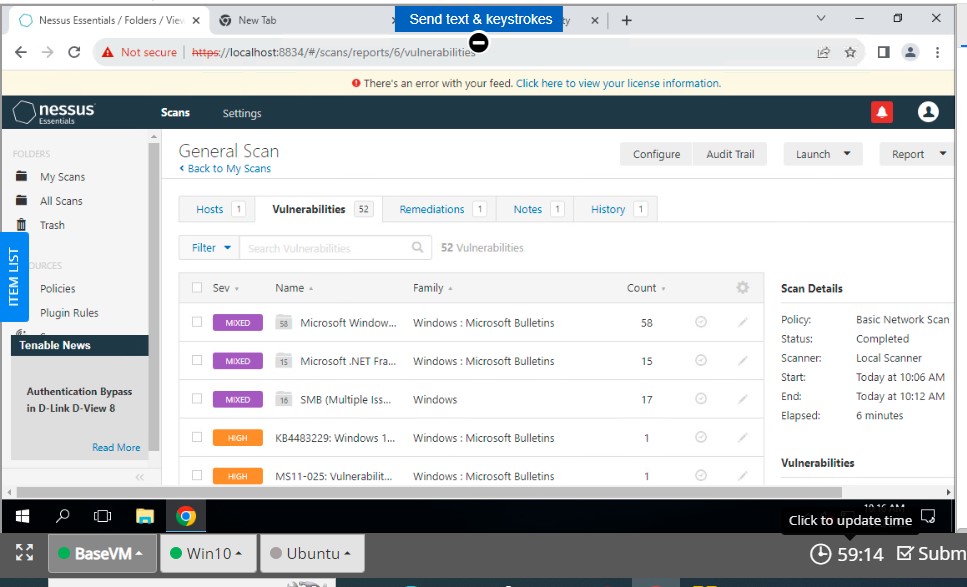 Nessus Essentials / Folders / View
New Tab
Send text & keystrokes
Not secure
https://localhost:8834/#/scans/reports/6/vulnerabilities
There's an error with your feed. Click here to view your license information.
nessus
Essentials
Scans
Settings
FOLDERS
My Scans
All Scans
Trash
Policies
Plugin Rules
ITEM LIST
Tenable News
Authentication Bypass
in D-Link D-View 8
Read More
General Scan
Back to My Scans
Configure
Audit Trail
Launch
Report
Hosts 1
Vulnerabilities 52
Remediations 1
Notes 1
History 1
Filter
Search Vulnerabilities
52 Vulnerabilities
Sev Name Family Count
MIXED 58 Microsoft Window... Windows : Microsoft Bulletins 58
MIXED 15 Microsoft .NET Fra... Windows : Microsoft Bulletins 15
MIXED 16 SMB (Multiple Iss... Windows 17
HIGH KB4483229: Windows 1... Windows : Microsoft Bulletins 1
HIGH MS11-025: Vulnerabilit... Windows : Microsoft Bulletins 1
Scan Details
Policy: Basic Network Scan
Status: Completed
Scanner: Local Scanner
Start: Today at 10:06 AM
End: Today at 10:12 AM
Elapsed: 6 minutes
Vulnerabilities
Click to update time
BaseVM
Win10
Ubuntu
59:14
Subm